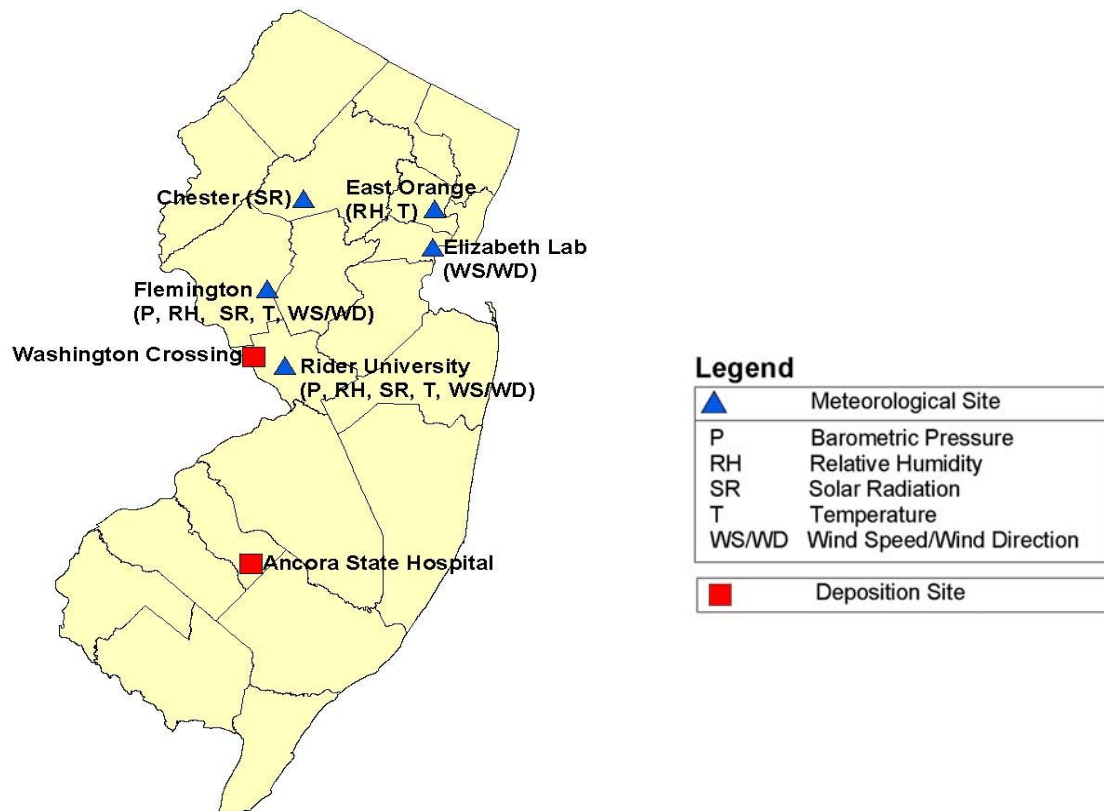 Chester (SR)
East Orange
(RH, T)
Elizabeth Lab
(WS/WD)
Flemington
(P, RH, SR, T, WS/WD)
Washington Crossing
Rider University
(P, RH, SR, T, WS/WD)
Ancora State Hospital
Legend
Meteorological Site
P Barometric Pressure
RH Relative Humidity
SR Solar Radiation
T Temperature
WS/WD Wind Speed/Wind Direction
Deposition Site